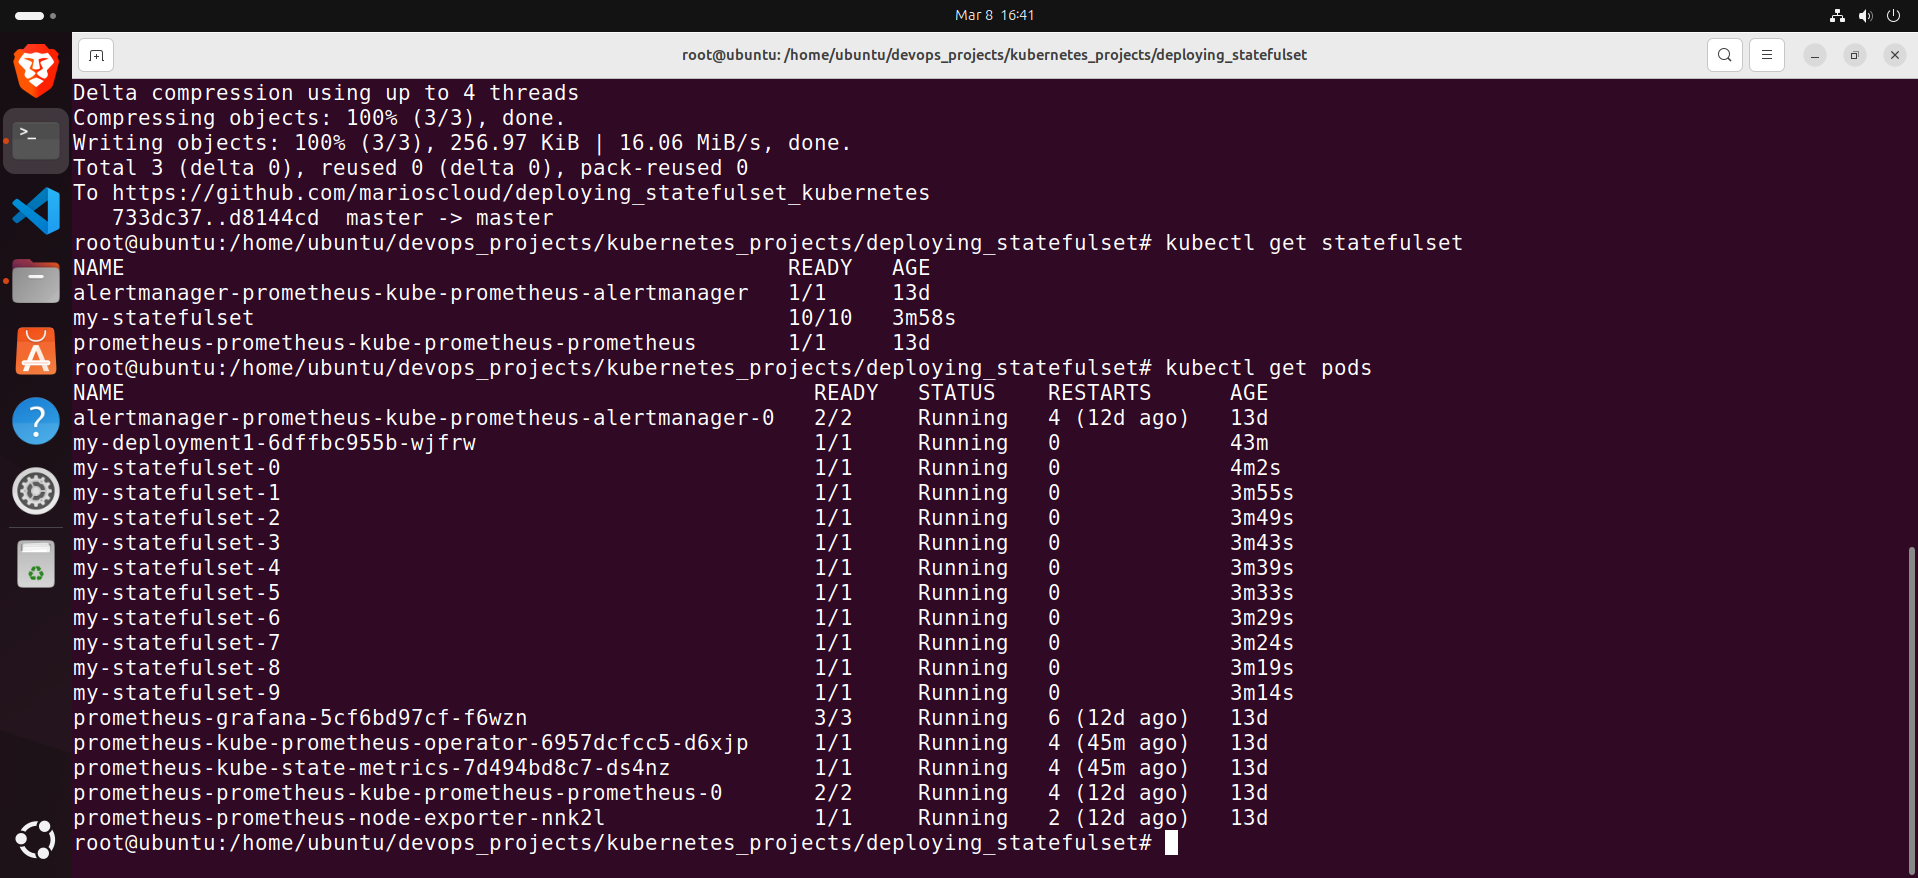 Mar 8 16:41
root@ubuntu: /home/ubuntu/devops_projects/kubernetes_projects/deploying_statefulset
Delta compression using up to 4 threads
Compressing objects: 100% (3/3), done.
Writing objects: 100% (3/3), 256.97 KiB | 16.06 MiB/s, done.
Total 3 (delta 0), reused 0 (delta 0), pack-reused 0
To https://github.com/marioscloud/deploying_statefulset_kubernetes
   733dc37..d8144cd  master -> master
root@ubuntu:/home/ubuntu/devops_projects/kubernetes_projects/deploying_statefulset# kubectl get statefulset
NAME                                                   READY   AGE
alertmanager-prometheus-kube-prometheus-alertmanager   1/1     13d
my-statefulset                                         10/10   3m58s
prometheus-prometheus-kube-prometheus-prometheus       1/1     13d
root@ubuntu:/home/ubuntu/devops_projects/kubernetes_projects/deploying_statefulset# kubectl get pods
NAME                                                     READY   STATUS    RESTARTS      AGE
alertmanager-prometheus-kube-prometheus-alertmanager-0   2/2     Running   4 (12d ago)   13d
my-deployment1-6dffbc955b-wjfrw                          1/1     Running   0             43m
my-statefulset-0                                         1/1     Running   0             4m2s
my-statefulset-1                                         1/1     Running   0             3m55s
my-statefulset-2                                         1/1     Running   0             3m49s
my-statefulset-3                                         1/1     Running   0             3m43s
my-statefulset-4                                         1/1     Running   0             3m39s
my-statefulset-5                                         1/1     Running   0             3m33s
my-statefulset-6                                         1/1     Running   0             3m29s
my-statefulset-7                                         1/1     Running   0             3m24s
my-statefulset-8                                         1/1     Running   0             3m19s
my-statefulset-9                                         1/1     Running   0             3m14s
prometheus-grafana-5cf6bd97cf-f6wzn                      3/3     Running   6 (12d ago)   13d
prometheus-kube-prometheus-operator-6957dcfcc5-d6xjp     1/1     Running   4 (45m ago)   13d
prometheus-kube-state-metrics-7d494bd8c7-ds4nz           1/1     Running   4 (45m ago)   13d
prometheus-prometheus-kube-prometheus-prometheus-0       2/2     Running   4 (12d ago)   13d
prometheus-prometheus-node-exporter-nnk2l                1/1     Running   2 (12d ago)   13d
root@ubuntu:/home/ubuntu/devops_projects/kubernetes_projects/deploying_statefulset#